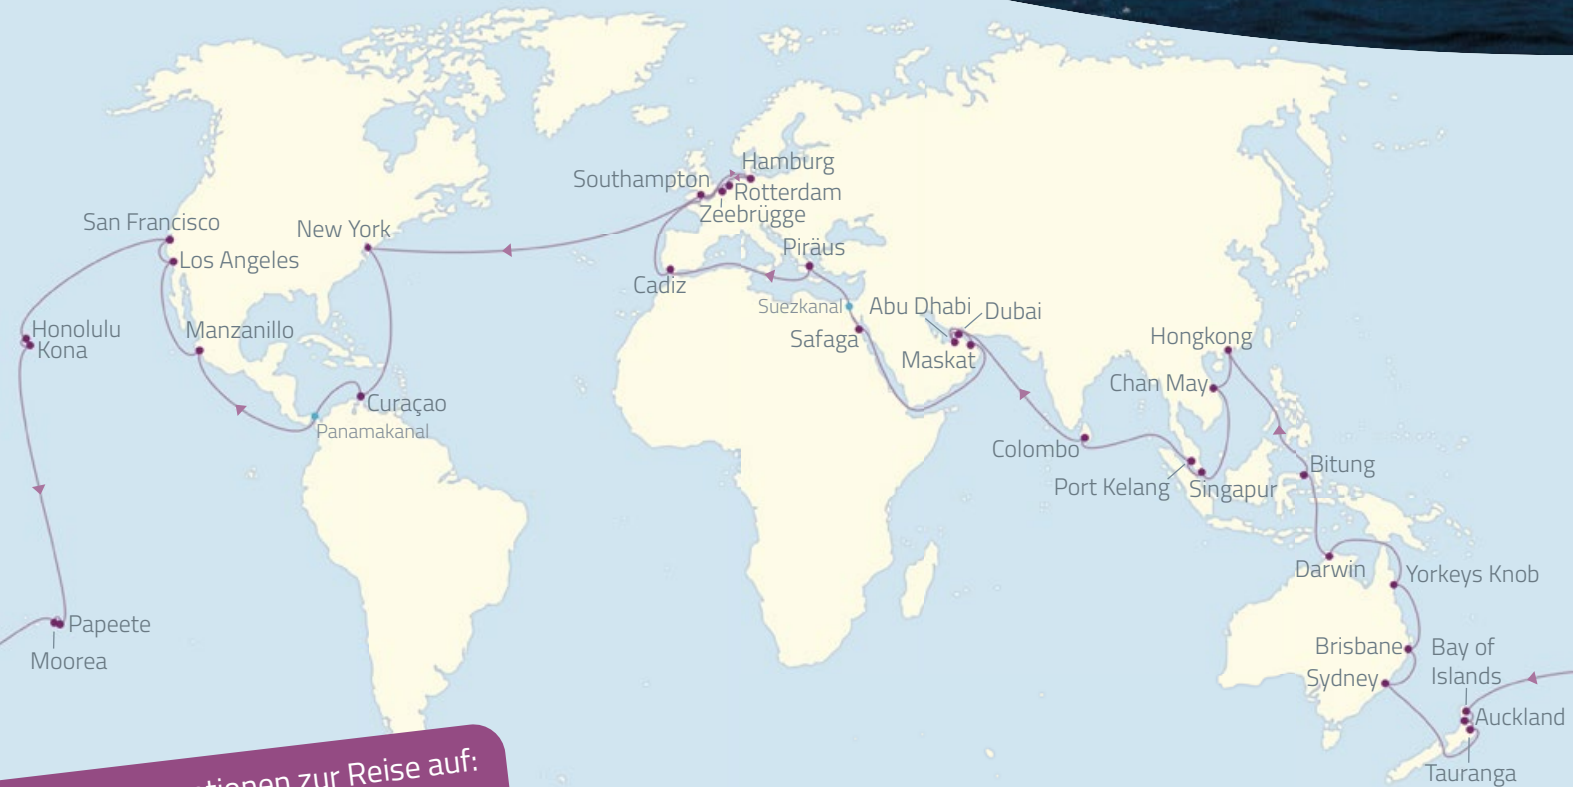 Hamburg
Southampton
Rotterdam
Zeebrügge
San Francisco
New York
Piräus
Los Angeles
Cadiz
Suezkanal
Abu Dhabi
Dubai
Honolulu
Manzanillo
Safaga
Hongkong
Kona
Maskat
Chan May
Curaçao
Panamakanal
Colombo
Bitung
Port Kelang
Singapur
Darwin
Yorkeys Knob
Papeete
Brisbane
Bay of
Islands
Moorea
Sydney
Auckland
Tauranga
zur Reise auf: